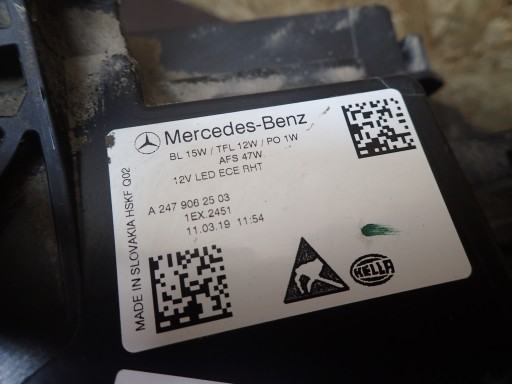 Mercedes-Benz
BL 15W / TFL 12W / PO 1W
AFS 47W
12V LED ECE RHT
A 247 906 25 03
1EX.2451
11.03.19 11:54
MADE IN SLOVAKIA HSKF Q02
HELLA